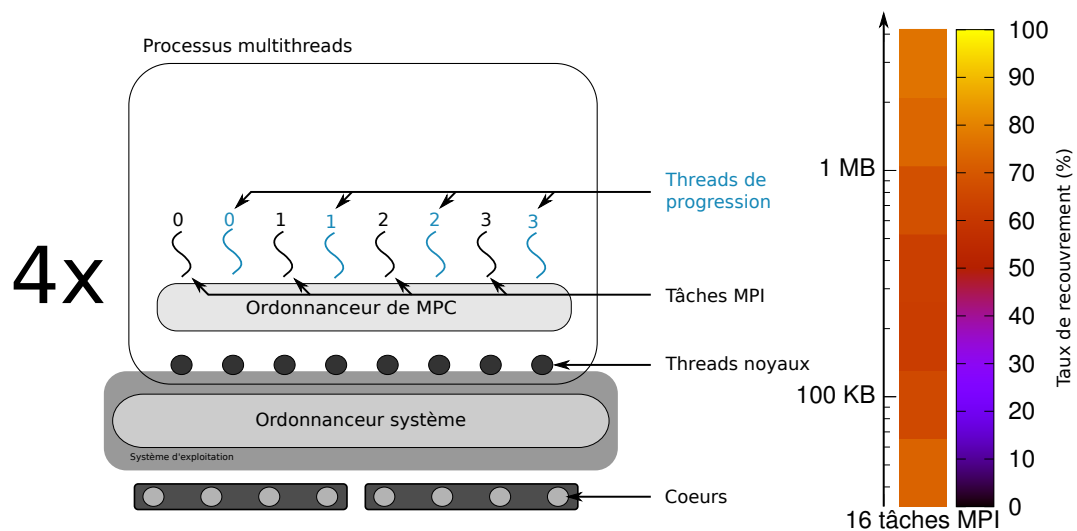 Processus multithreads
4x
0 0 1 1 2 2 3 3
Threads de
progression
Tâches MPI
Ordonnanceur de MPC
Threads noyaux
Ordonnanceur système
Système d'exploitation
Coeurs
1 MB
100 KB
16 tâches MPI
100
90
80
70
60
50
40
30
20
10
0
Taux de recouvrement (%)